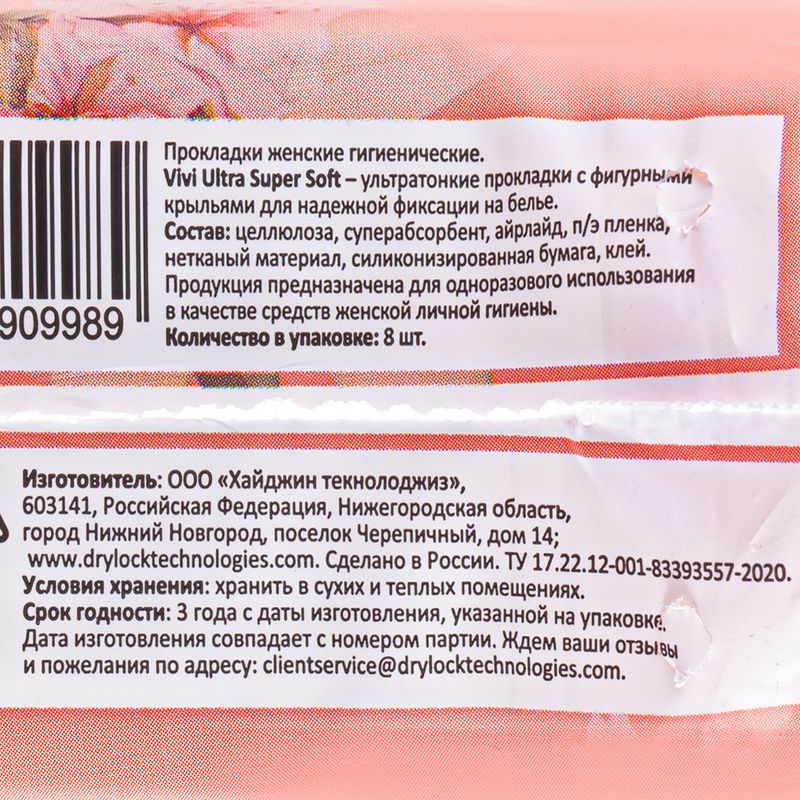 Прокладки женские гигиенические.
Vivi Ultra Super Soft – ультратонкие прокладки с фигурными
крыльями для надежной фиксации на белье.
Состав: целлюлоза, суперабсорбент, айрлайд, п/э пленка,
нетканый материал, силиконизированная бумага, клей.
Продукция предназначена для одноразового использования
в качестве средств женской личной гигиены.
909989
Количество в упаковке: 8 шт.
Изготовитель: ООО «Хайджин текнолоджиз»,
603141, Российская Федерация, Нижегородская область,
город Нижний Новгород, поселок Черепичный, дом 14;
www.drylocktechnologies.com. Сделано в России. ТУ 17.22.12-001-83393557-2020.
Условия хранения: хранить в сухих и теплых помещениях.
Срок годности: 3 года с даты изготовления, указанной на упаковке.
Дата изготовления совпадает с номером партии. Ждем ваши отзывы
и пожелания по адресу: clientservice@drylocktechnologies.com.